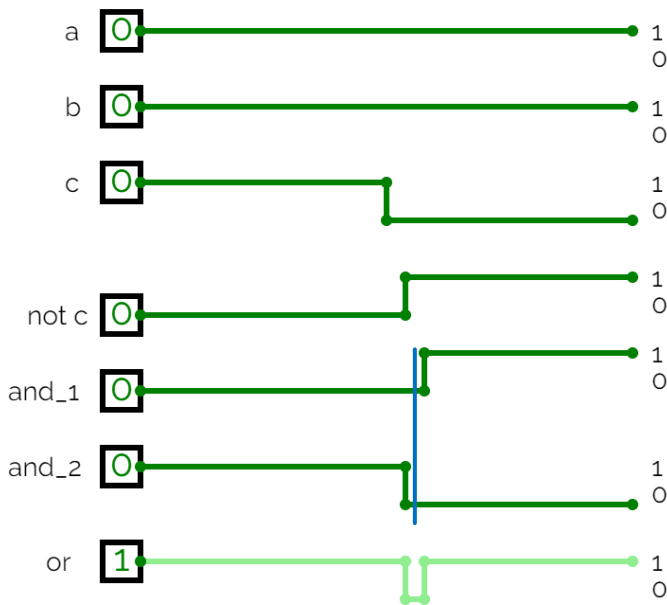 a 0 1
0
b 0 1
0
c 0 1
0
not c 0 1
0
and_1 0 1
0
and_2 0 1
0
or 1 1
0